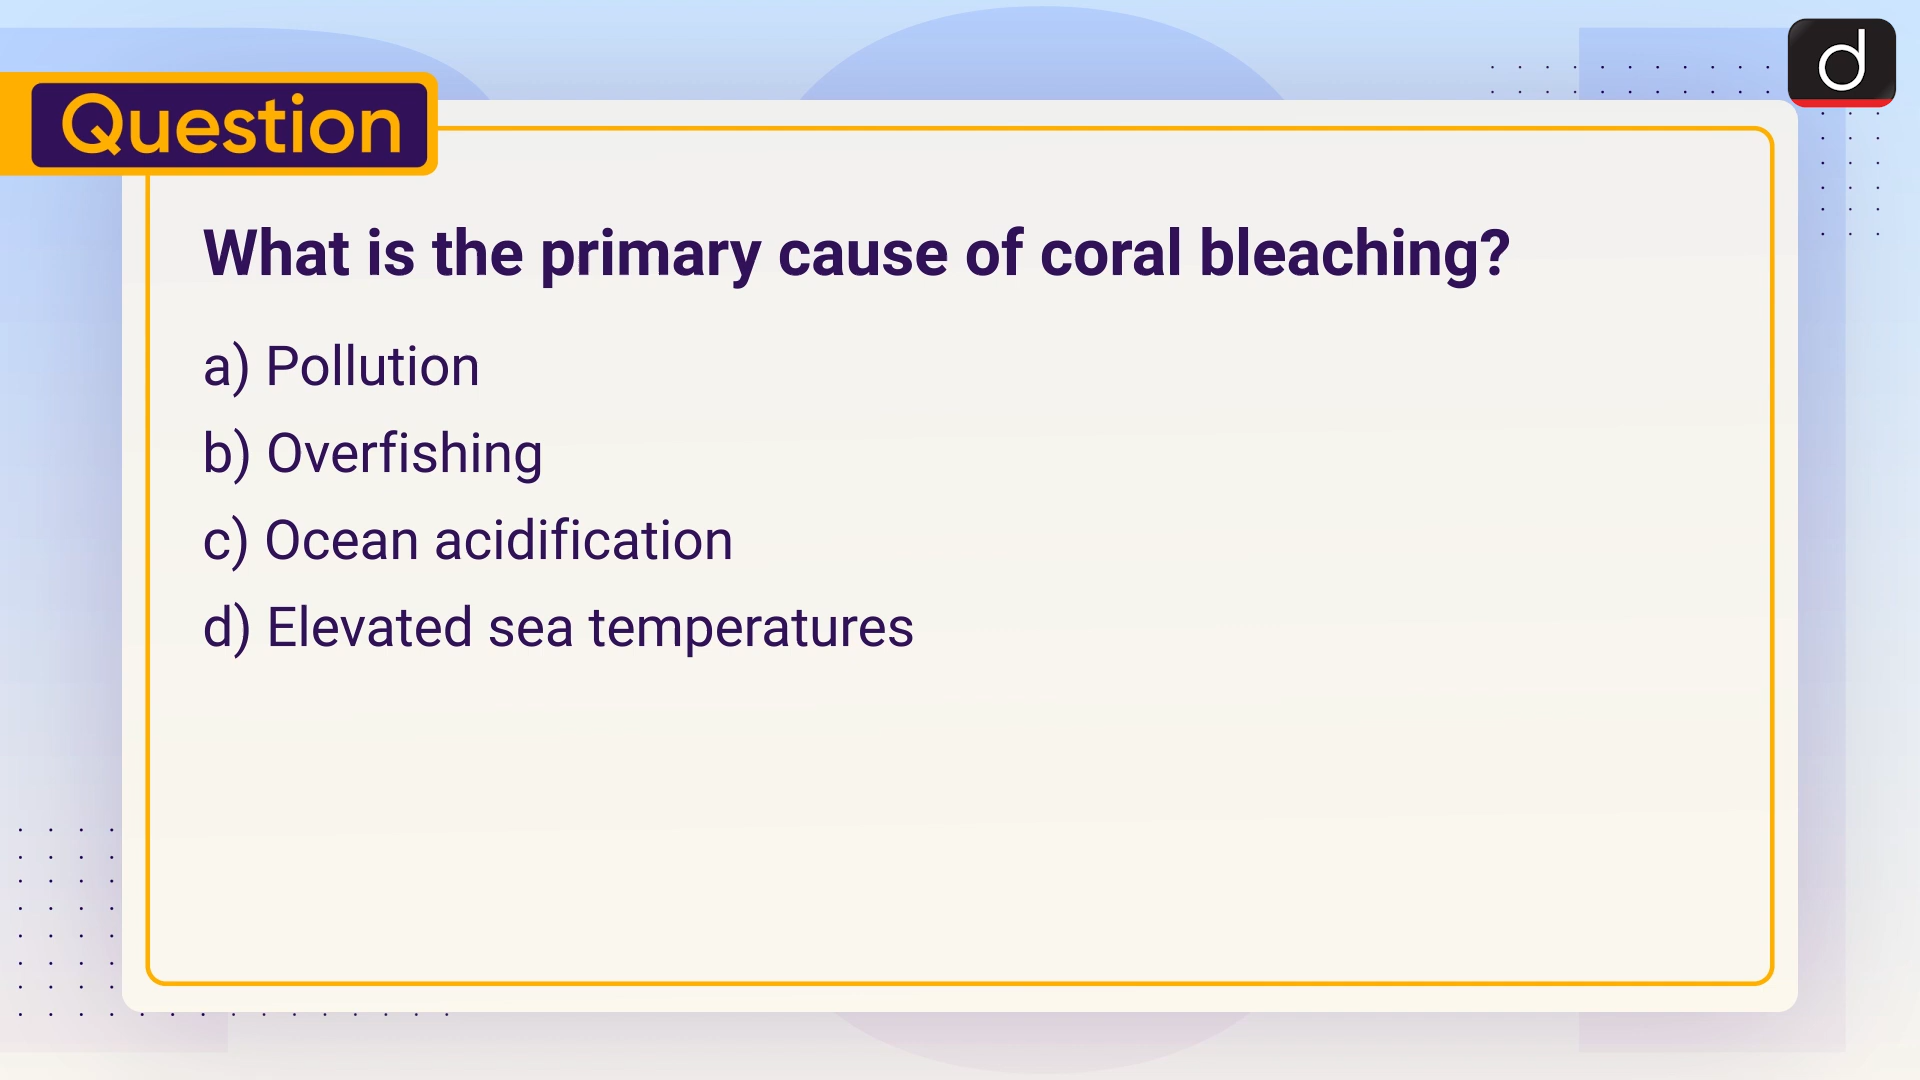 Question
d
What is the primary cause of coral bleaching?
a) Pollution
b) Overfishing
c) Ocean acidification
d) Elevated sea temperatures